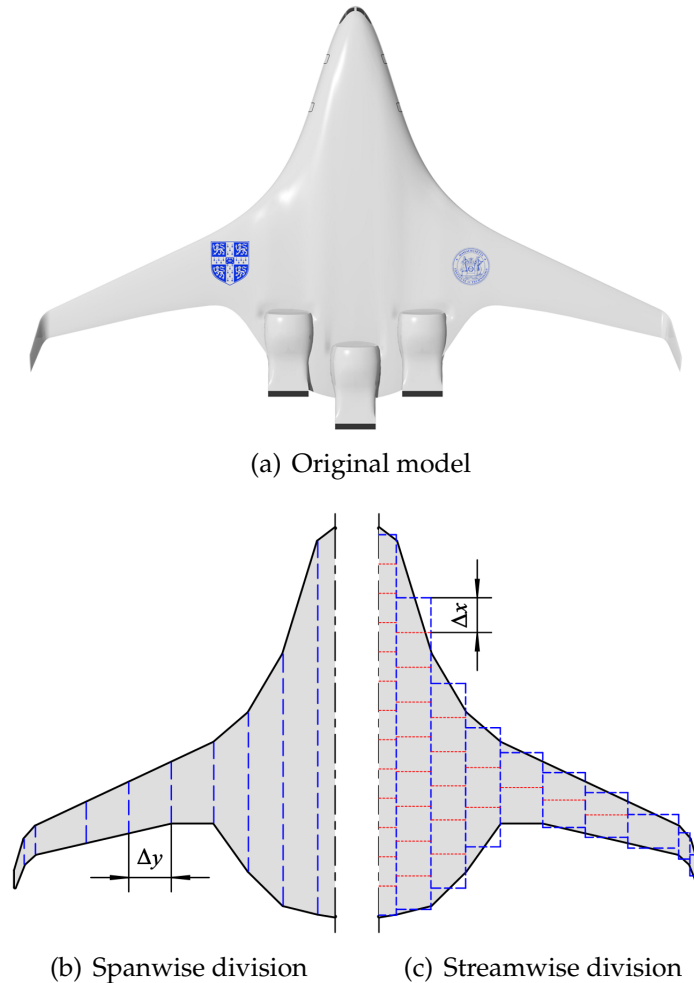 (a) Original model
Δx
Δy
(b) Spanwise division
(c) Streamwise division